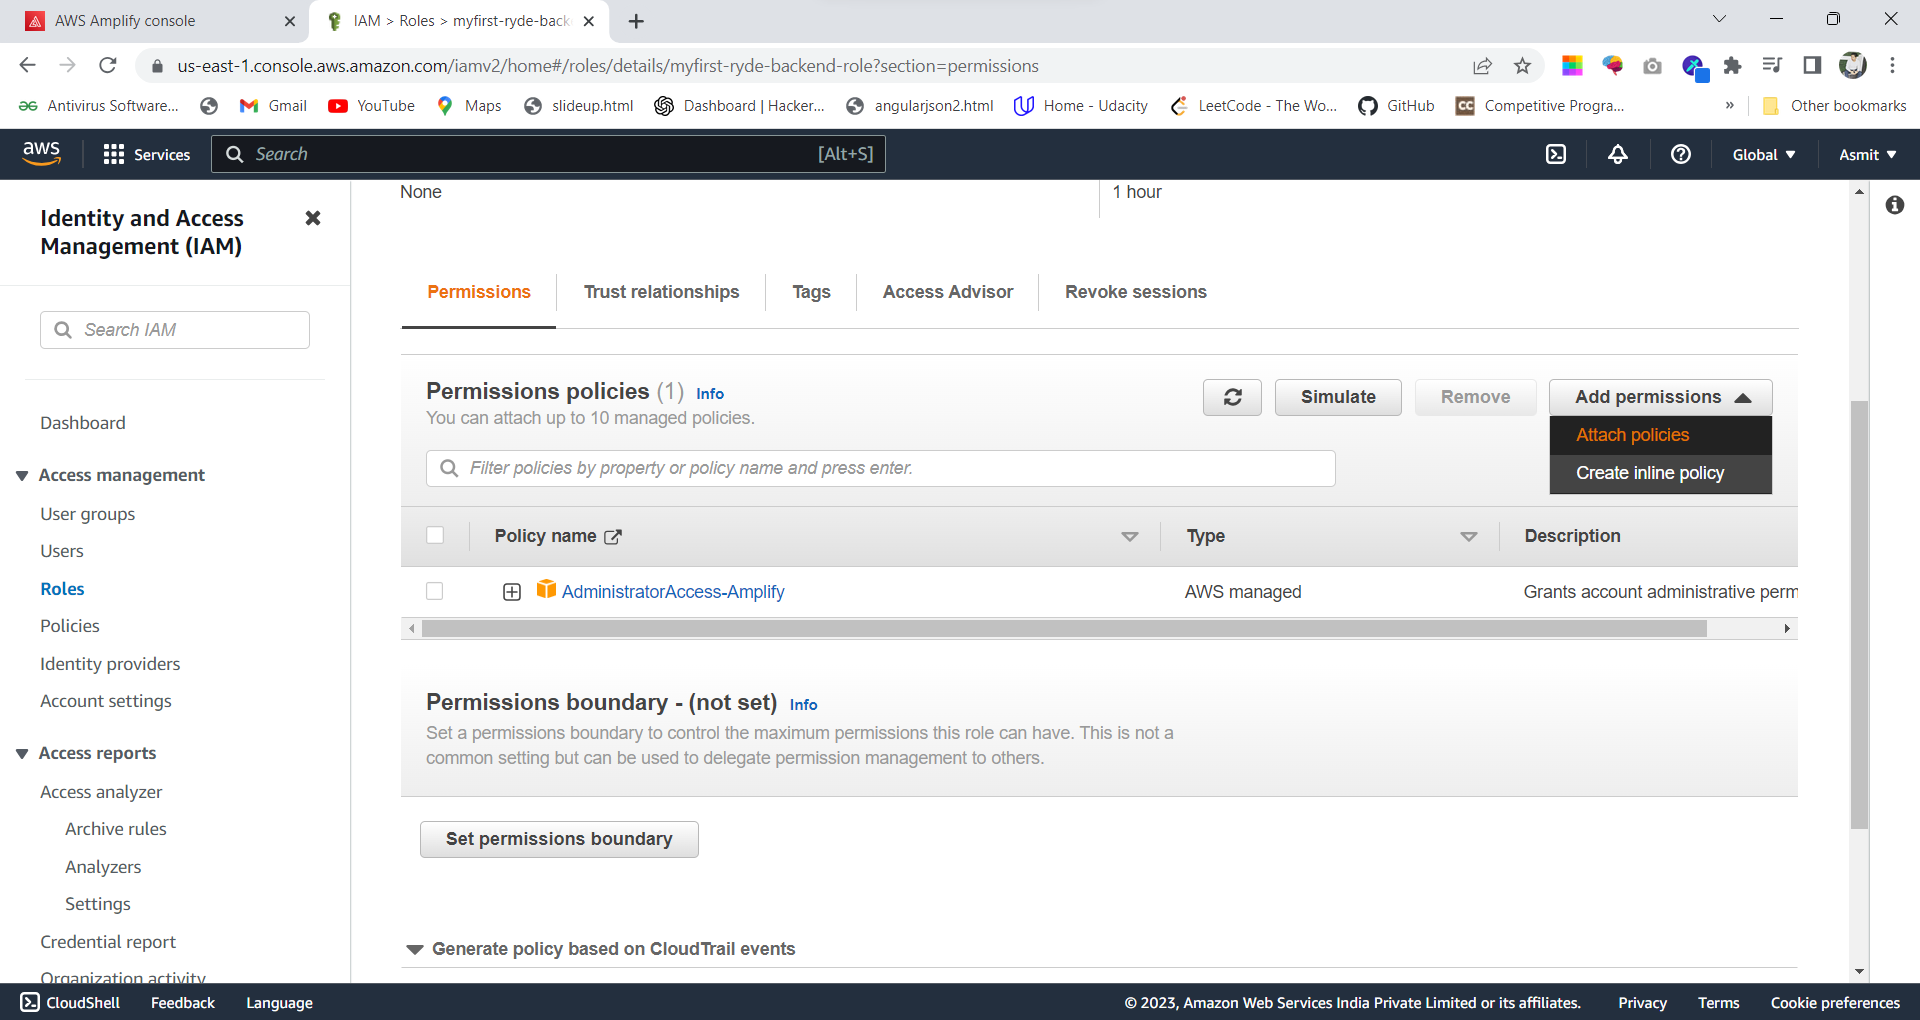 AWS Amplify console
IAM > Roles > myfirst-ryde-back
us-east-1.console.aws.amazon.com/iamv2/home#/roles/details/myfirst-ryde-backend-role?section=permissions
Antivirus Software... Gmail YouTube Maps slideup.html Dashboard | Hacker... angularjson2.html Home - Udacity LeetCode - The Wo... GitHub CC Competitive Progra... » Other bookmarks
aws Services Search [Alt+S] Global Asmit
Identity and Access
Management (IAM)
Search IAM
Dashboard
Access management
User groups
Users
Roles
Policies
Identity providers
Account settings
Access reports
Access analyzer
Archive rules
Analyzers
Settings
Credential report
Organization activity
None 1 hour
Permissions Trust relationships Tags Access Advisor Revoke sessions
Permissions policies (1) Info
You can attach up to 10 managed policies.
Simulate Remove Add permissions
Attach policies
Create inline policy
Filter policies by property or policy name and press enter.
Policy name Type Description
AdministratorAccess-Amplify AWS managed Grants account administrative perm
Permissions boundary - (not set) Info
Set a permissions boundary to control the maximum permissions this role can have. This is not a
common setting but can be used to delegate permission management to others.
Set permissions boundary
Generate policy based on CloudTrail events
CloudShell Feedback Language © 2023, Amazon Web Services India Private Limited or its affiliates. Privacy Terms Cookie preferences